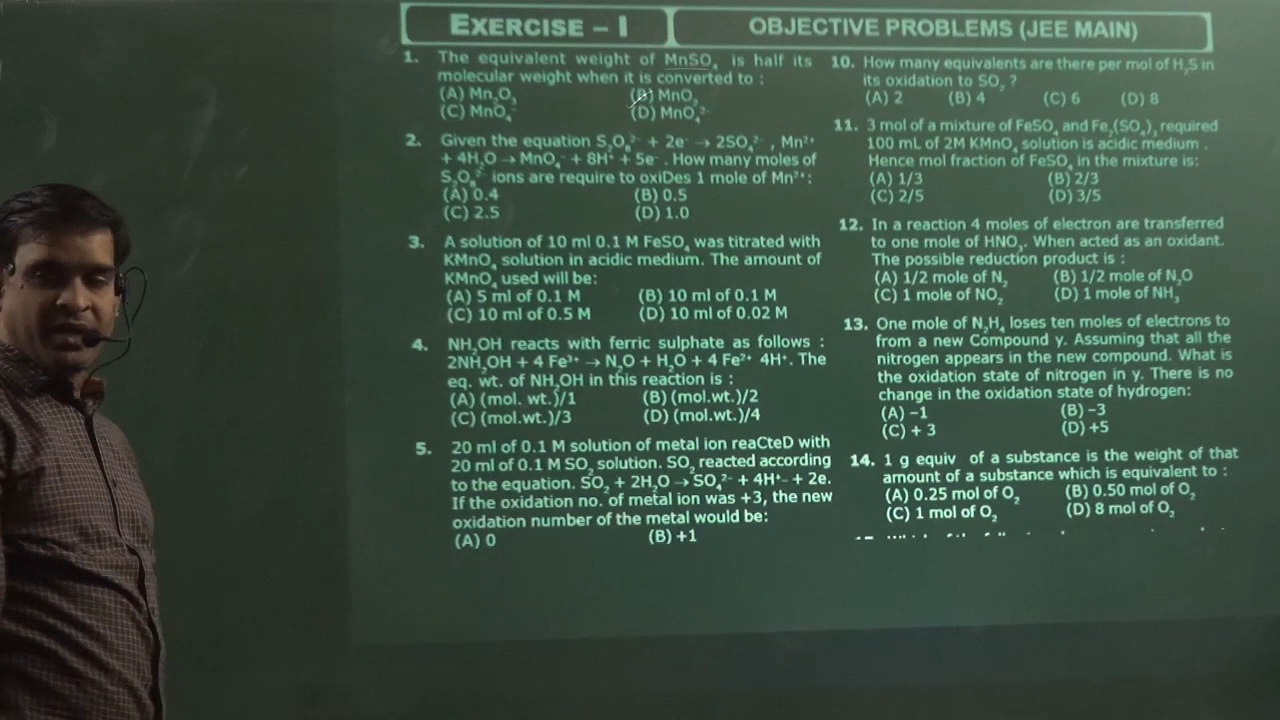 EXERCISE – I
OBJECTIVE PROBLEMS (JEE MAIN)
1. The equivalent weight of MnSO₄ is half its
molecular weight when it is converted to :
(A) Mn₂O₃ (B) MnO₂
(C) MnO₄⁻ (D) MnO₄²⁻
2. Given the equation S₂O₈²⁻ + 2e⁻ → 2SO₄²⁻ , Mn²⁺
+ 4H₂O → MnO₄⁻ + 8H⁺ + 5e⁻ . How many moles of
S₂O₈²⁻ ions are require to oxiDes 1 mole of Mn²⁺:
(A) 0.4 (B) 0.5
(C) 2.5 (D) 1.0
3. A solution of 10 ml 0.1 M FeSO₄ was titrated with
KMnO₄ solution in acidic medium. The amount of
KMnO₄ used will be:
(A) 5 ml of 0.1 M (B) 10 ml of 0.1 M
(C) 10 ml of 0.5 M (D) 10 ml of 0.02 M
4. NH₂OH reacts with ferric sulphate as follows :
2NH₂OH + 4 Fe³⁺ → N₂O + H₂O + 4 Fe²⁺ 4H⁺. The
eq. wt. of NH₂OH in this reaction is :
(A) (mol. wt.)/1 (B) (mol.wt.)/2
(C) (mol.wt.)/3 (D) (mol.wt.)/4
5. 20 ml of 0.1 M solution of metal ion reaCteD with
20 ml of 0.1 M SO₂ solution. SO₂ reacted according
to the equation. SO₂ + 2H₂O → SO₄²⁻ + 4H⁺⁻ + 2e.
If the oxidation no. of metal ion was +3, the new
oxidation number of the metal would be:
(A) 0 (B) +1
10. How many equivalents are there per mol of H₂S in
its oxidation to SO₂ ?
(A) 2 (B) 4 (C) 6 (D) 8
11. 3 mol of a mixture of FeSO₄ and Fe₂(SO₄)₃ required
100 mL of 2M KMnO₄ solution is acidic medium .
Hence mol fraction of FeSO₄ in the mixture is:
(A) 1/3 (B) 2/3
(C) 2/5 (D) 3/5
12. In a reaction 4 moles of electron are transferred
to one mole of HNO₃. When acted as an oxidant.
The possible reduction product is :
(A) 1/2 mole of N₂ (B) 1/2 mole of N₂O
(C) 1 mole of NO₂ (D) 1 mole of NH₃
13. One mole of N₂H₄ loses ten moles of electrons to
from a new Compound y. Assuming that all the
nitrogen appears in the new compound. What is
the oxidation state of nitrogen in y. There is no
change in the oxidation state of hydrogen:
(A) –1 (B) –3
(C) + 3 (D) +5
14. 1 g equiv of a substance is the weight of that
amount of a substance which is equivalent to :
(A) 0.25 mol of O₂ (B) 0.50 mol of O₂
(C) 1 mol of O₂ (D) 8 mol of O₂